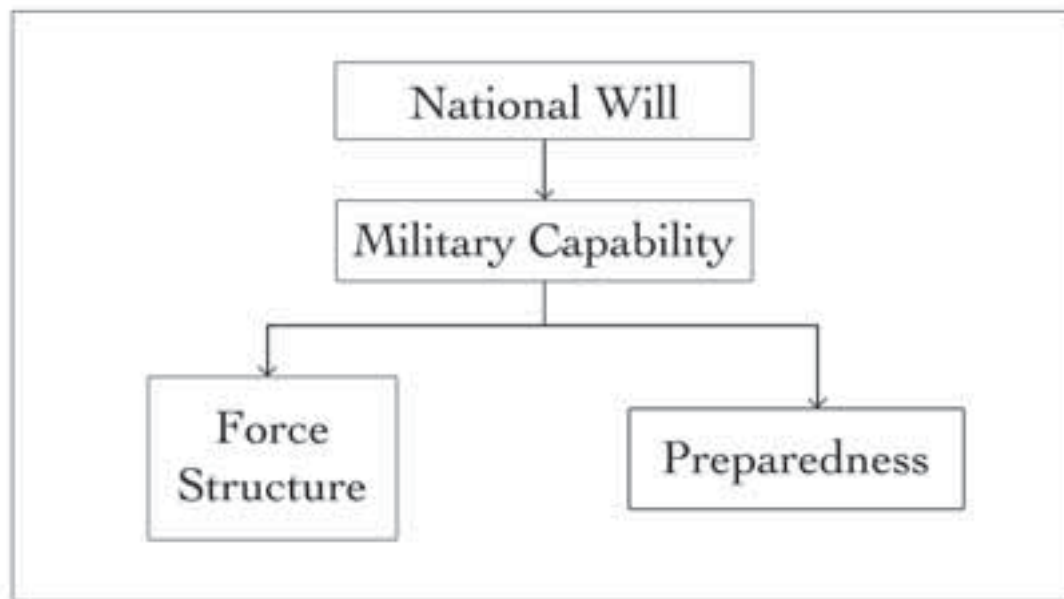 National Will
Military Capability
Force
Structure
Preparedness